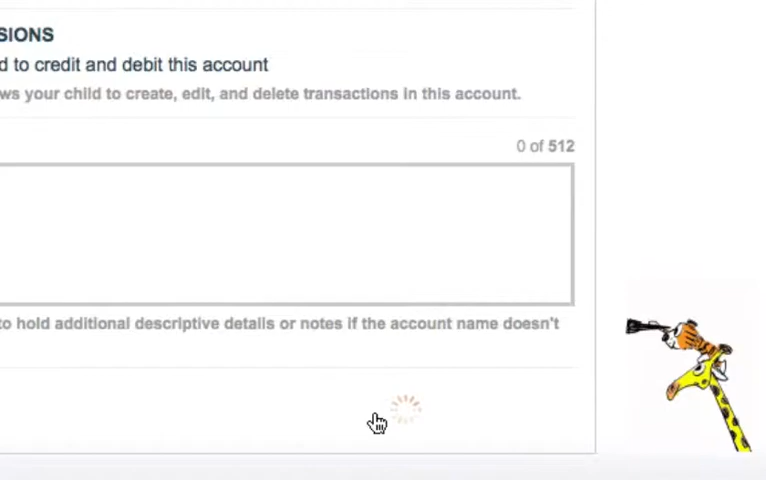 SIONS
d to credit and debit this account
ws your child to create, edit, and delete transactions in this account.
0 of 512
to hold additional descriptive details or notes if the account name doesn't